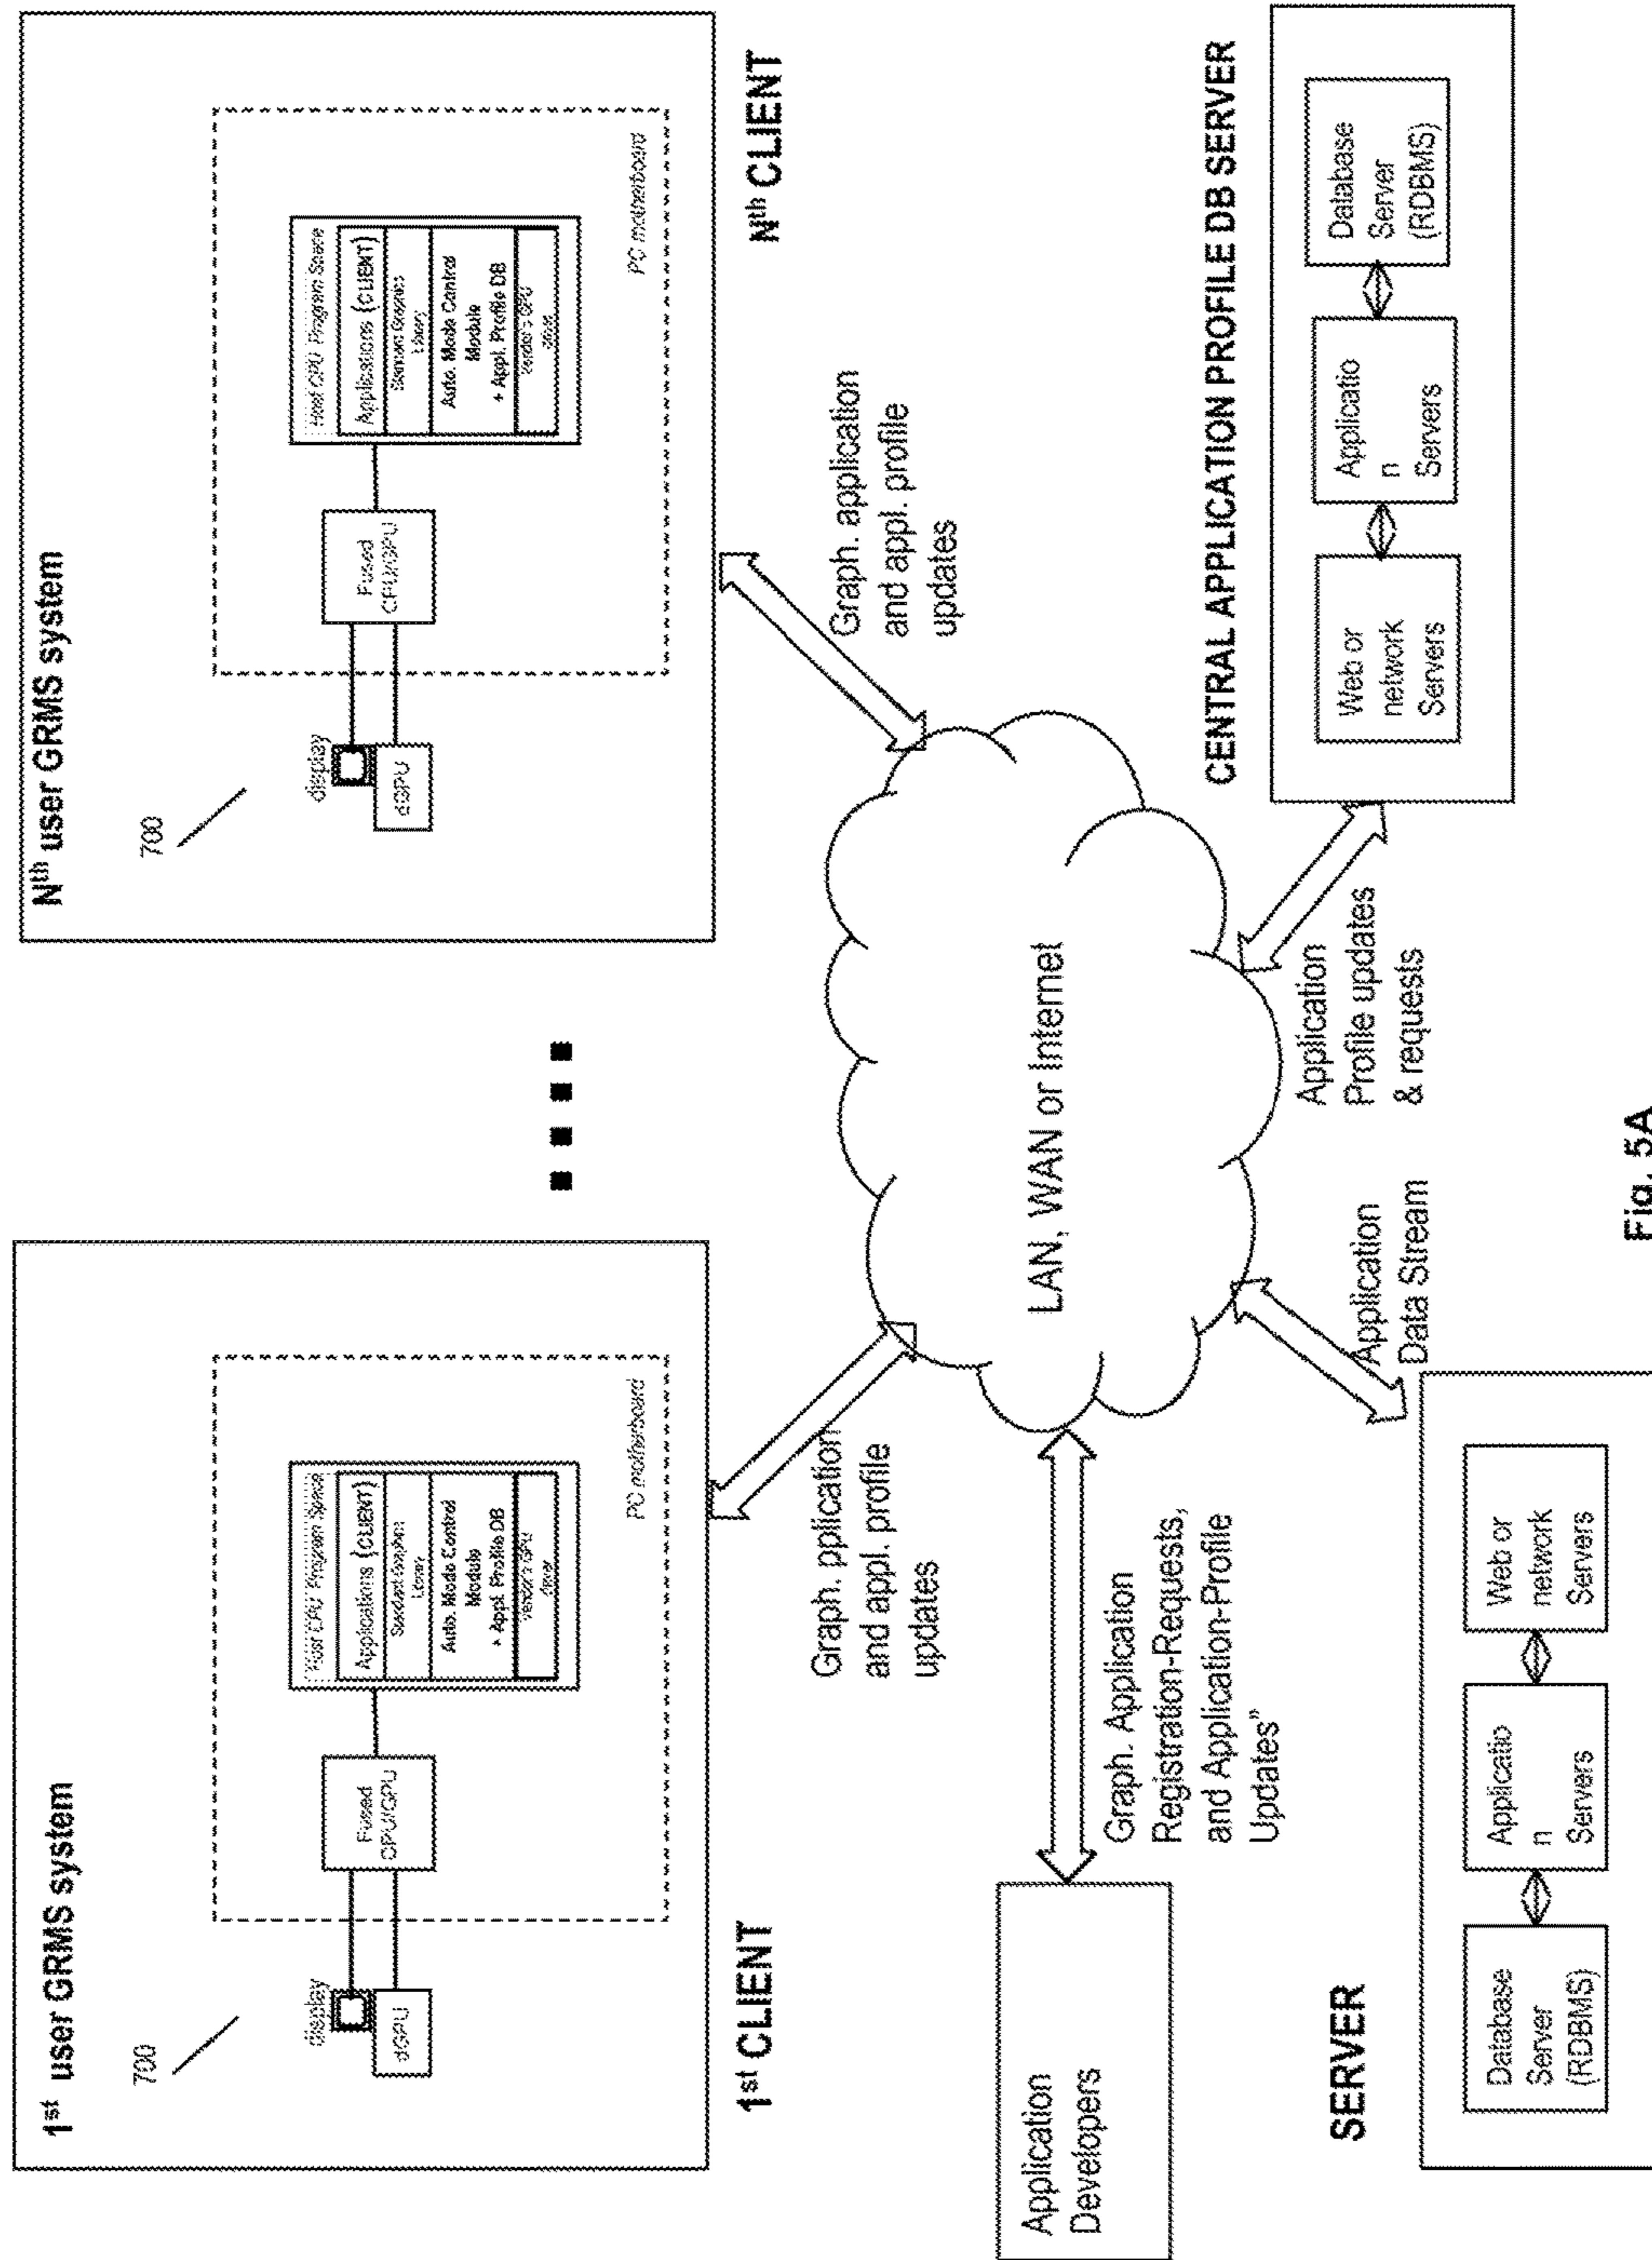 1st user GRMS system
700
display
dGPU
Fused
CPU/GPU
Host CPU Program Space
Applications (CLIENT)
Standard Graphics
Library
Auto. Mode Control
Module
+ Appl. Profile DB
Vendor's GPU
Driver
PC motherboard
1st CLIENT
Nth user GRMS system
700
display
dGPU
Fused
CPU/GPU
Host CPU Program Space
Applications (CLIENT)
Standard Graphics
Library
Auto. Mode Control
Module
+ Appl. Profile DB
Vendor's GPU
Driver
PC motherboard
Nth CLIENT
Graph. pplication
and appl. profile
updates
Graph. application
and appl. profile
updates
LAN, WAN or Internet
Application
Developers
Graph. Application
Registration-Requests,
and Application-Profile
Updates"
SERVER
Database
Server
(RDBMS)
Applicatio
n
Servers
Web or
network
Servers
Application
Data Stream
Application
Profile updates
& requests
CENTRAL APPLICATION PROFILE DB SERVER
Web or
network
Servers
Applicatio
n
Servers
Database
Server
(RDBMS)
Fig. 5A